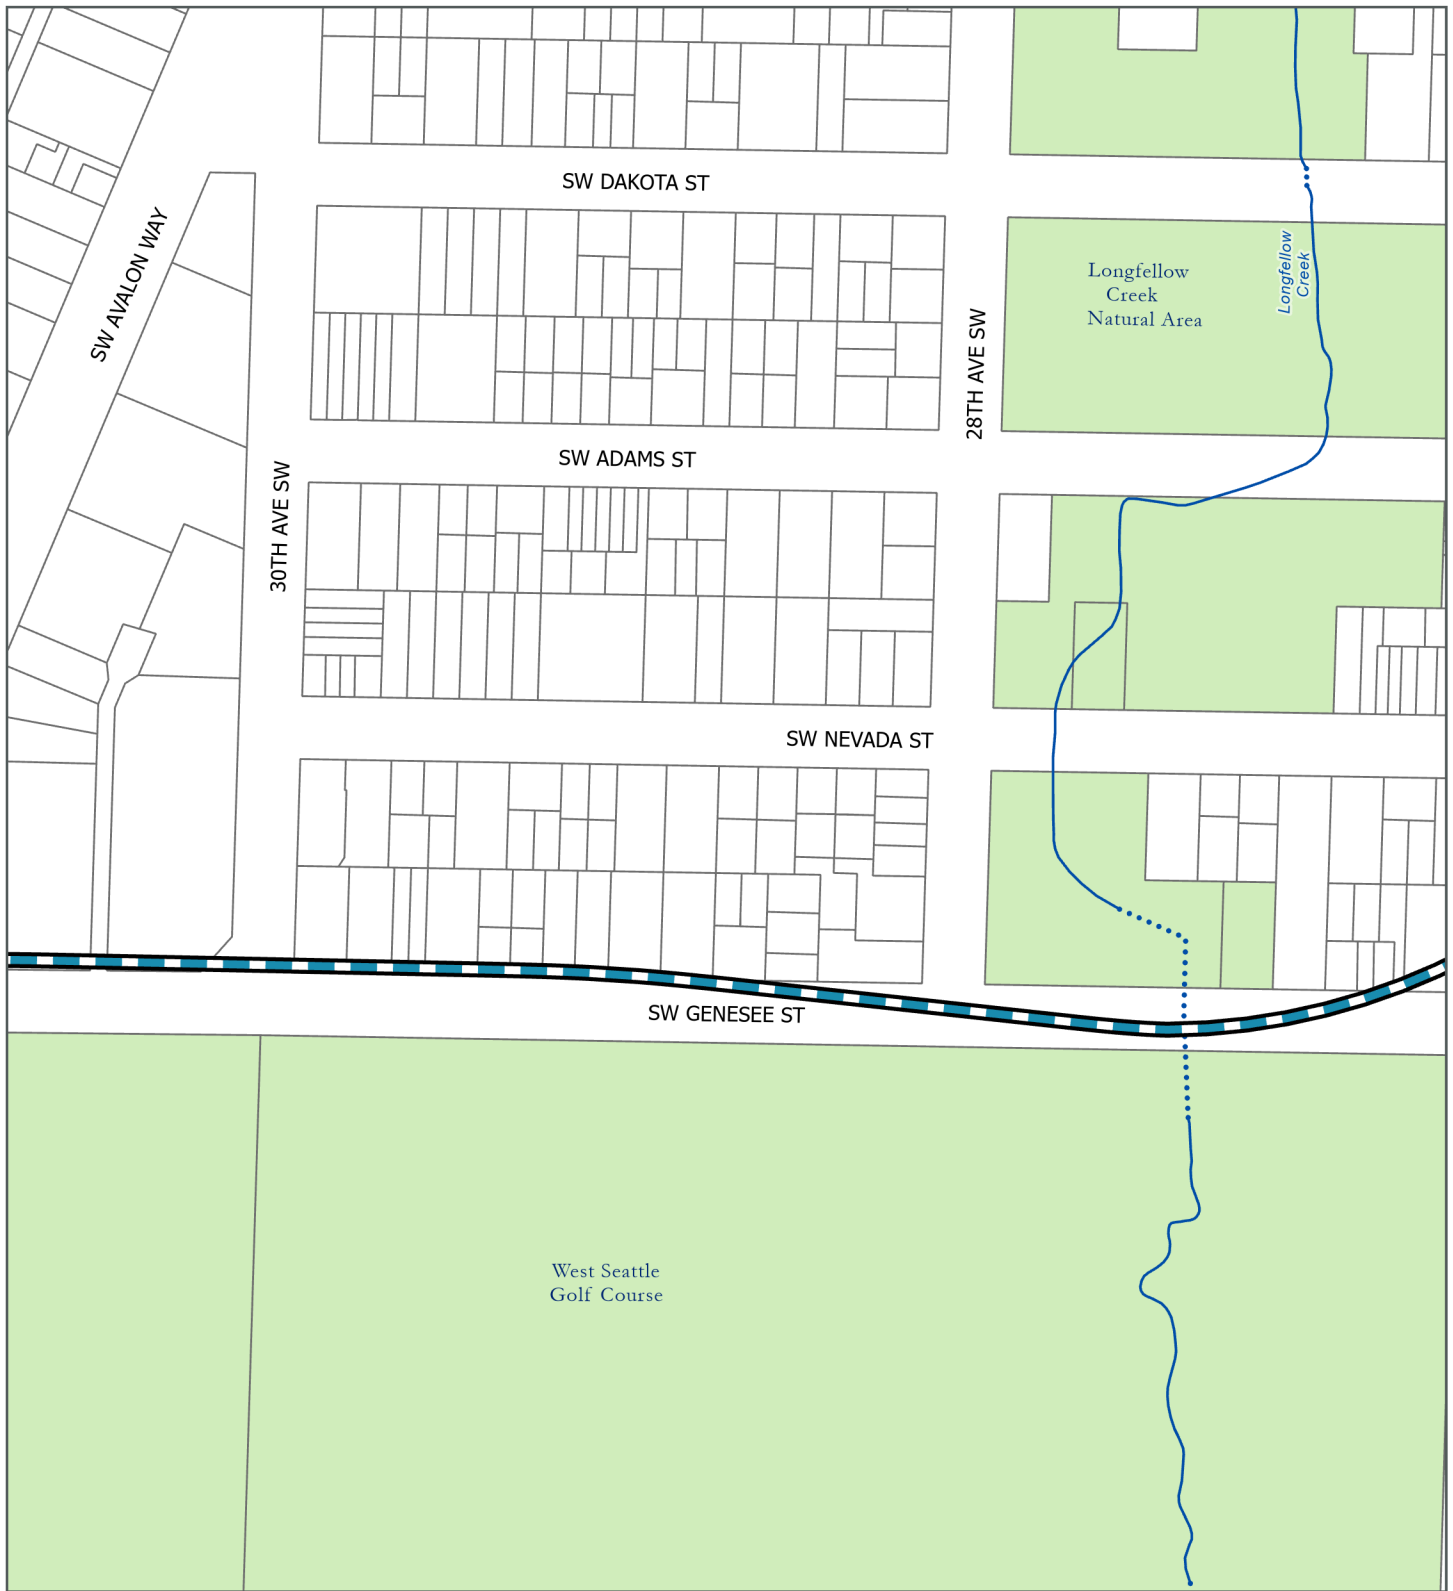 SW DAKOTA ST
SW AVALON WAY
Longfellow
Creek
Longfellow
Creek
Natural Area
28TH AVE SW
SW ADAMS ST
30TH AVE SW
SW NEVADA ST
SW GENESEE ST
West Seattle
Golf Course